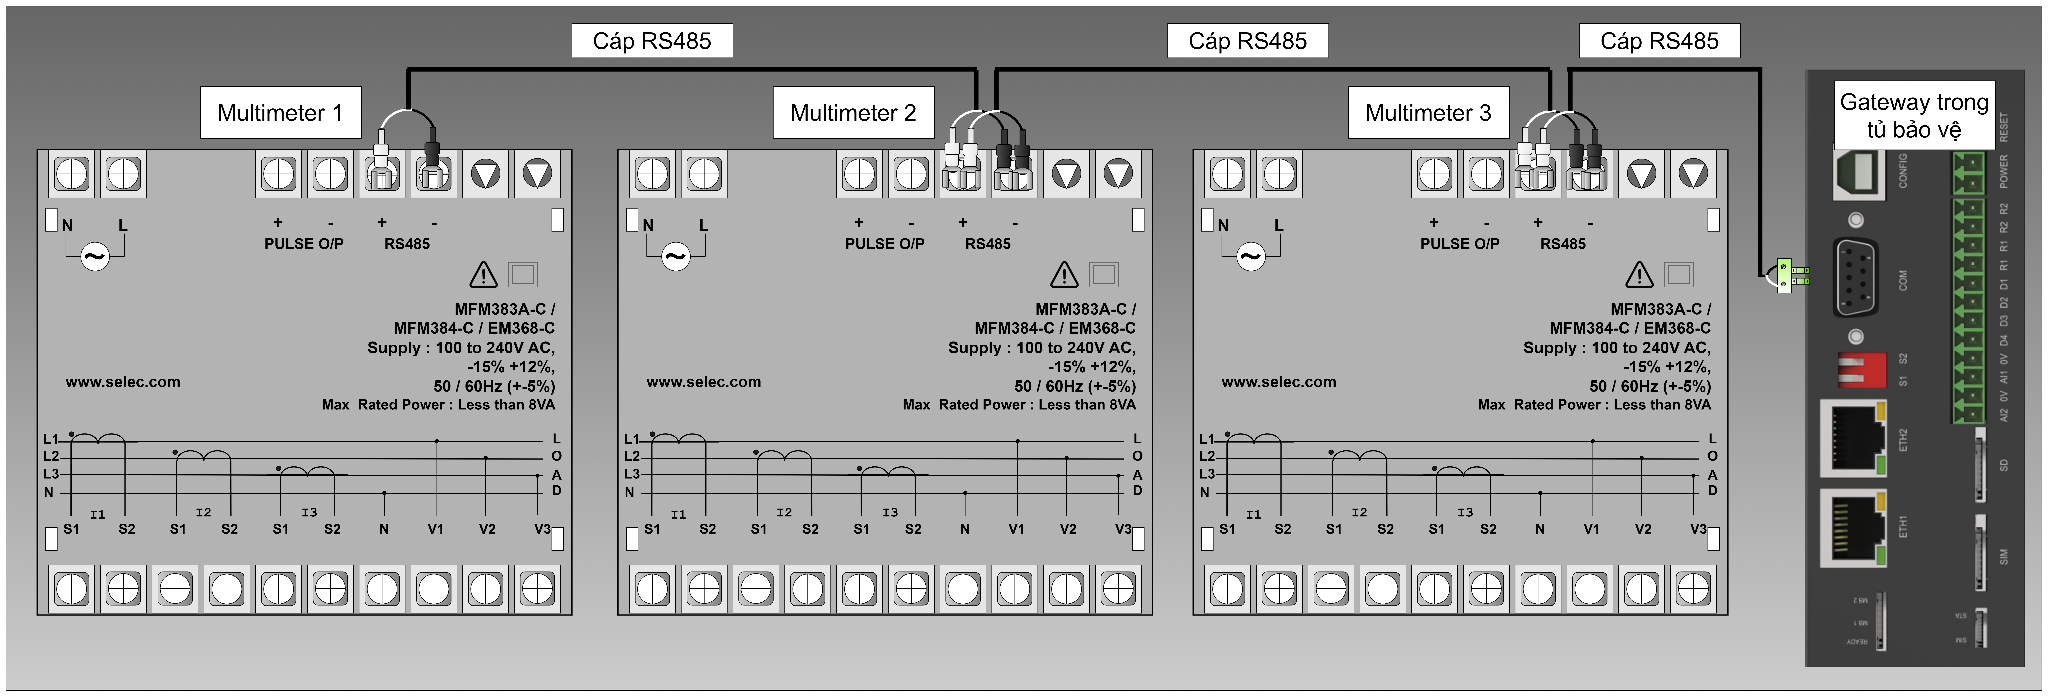 Cáp RS485
Cáp RS485
Cáp RS485
Multimeter 1
Multimeter 2
Multimeter 3
Gateway trong
tủ bảo vệ
N L
+ - + -
PULSE O/P RS485
MFM383A-C /
MFM384-C / EM368-C
Supply : 100 to 240V AC,
-15% +12%,
www.selec.com
50 / 60Hz (+-5%)
Max Rated Power : Less than 8VA
L1 L
L2 O
L3 A
N D
I1 I2 I3
S1 S2 S1 S2 S1 S2 N V1 V2 V3
N L
+ - + -
PULSE O/P RS485
MFM383A-C /
MFM384-C / EM368-C
Supply : 100 to 240V AC,
-15% +12%,
www.selec.com
50 / 60Hz (+-5%)
Max Rated Power : Less than 8VA
L1 L
L2 O
L3 A
N D
I1 I2 I3
S1 S2 S1 S2 S1 S2 N V1 V2 V3
N L
+ - + -
PULSE O/P RS485
MFM383A-C /
MFM384-C / EM368-C
Supply : 100 to 240V AC,
-15% +12%,
www.selec.com
50 / 60Hz (+-5%)
Max Rated Power : Less than 8VA
L1 L
L2 O
L3 A
N D
I1 I2 I3
S1 S2 S1 S2 S1 S2 N V1 V2 V3
RESET
CONFIG
POWER
R2
R2
R1
R1
COM
D1
D2
D3
D4
0V
AI1
0V
AI2
S1 S2
ETH2
SD
ETH1
SIM
MS 2
MS 1
READY
STA
SIM